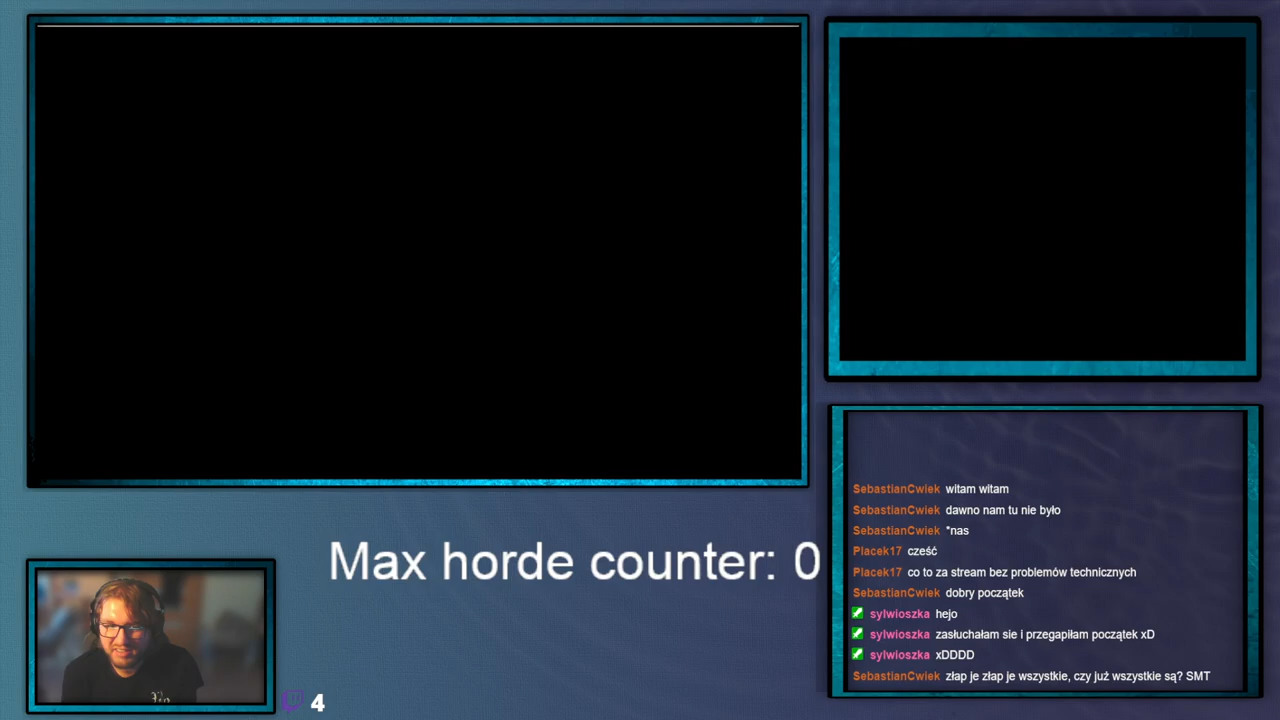 Max horde counter: 0
SebastianCwiek witam witam
SebastianCwiek dawno nam tu nie było
SebastianCwiek *nas
Placek17 cześć
Placek17 co to za stream bez problemów technicznych
SebastianCwiek dobry początek
sylwioszka hejo
sylwioszka zasłuchałam sie i przegapiłam początek xD
sylwioszka xDDDD
SebastianCwiek złap je złap je wszystkie, czy już wszystkie są? SMT
4